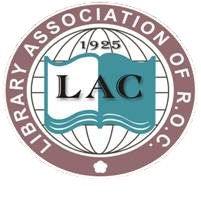 LIBRARY ASSOCIATION OF R.O.C.
1925
LAC